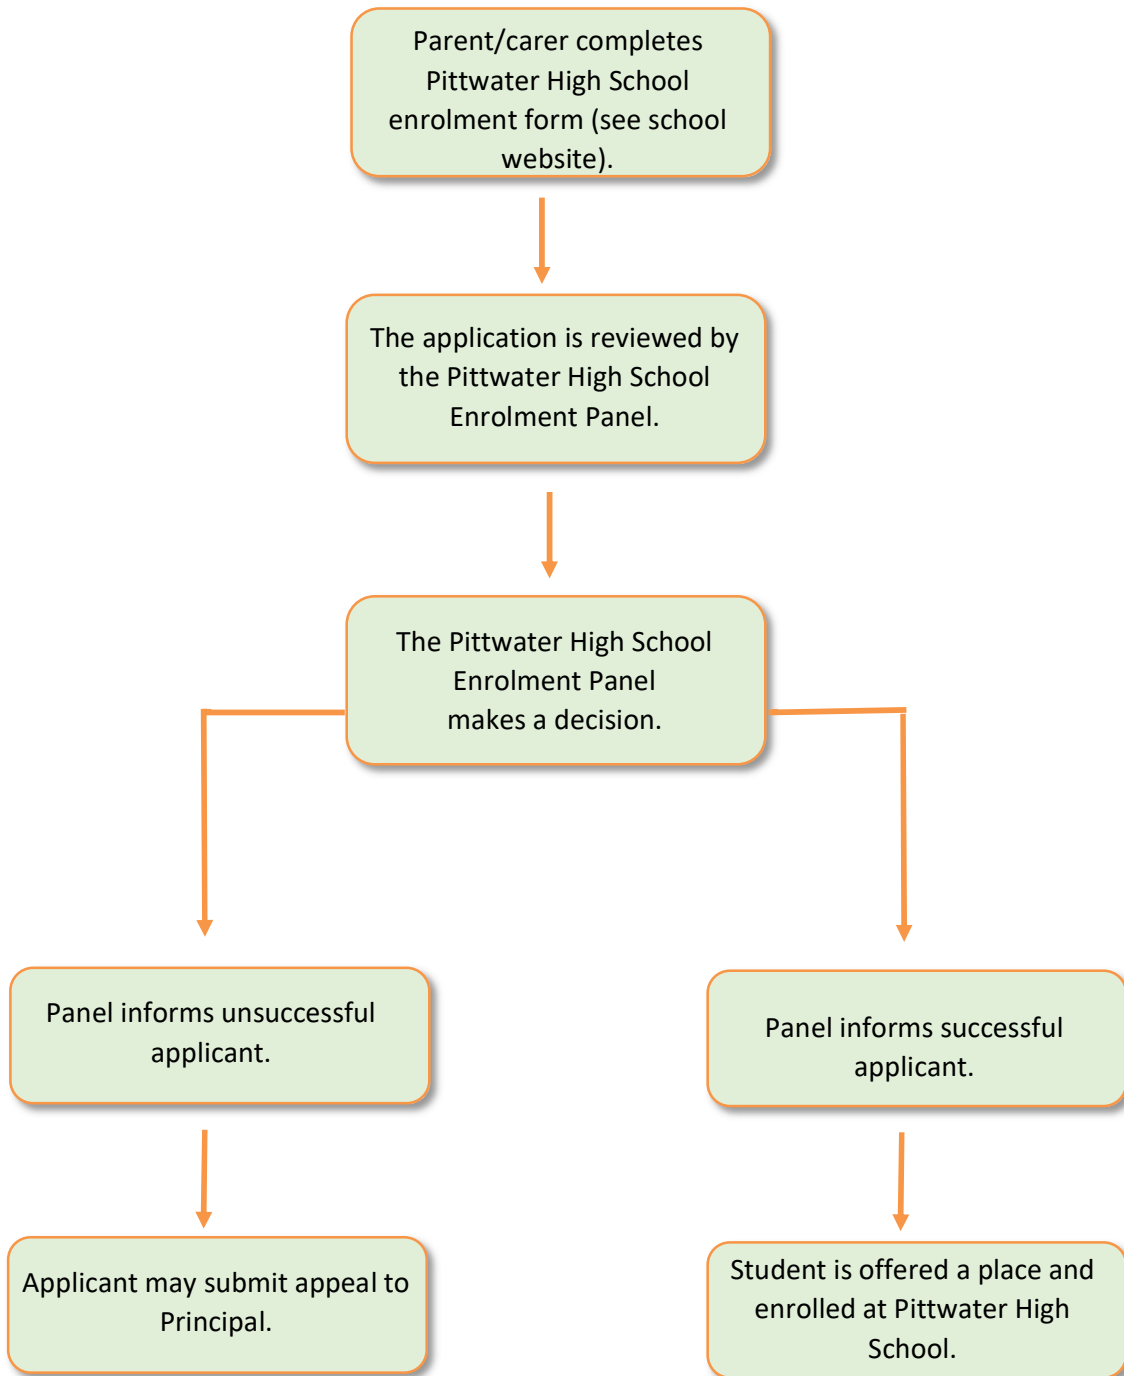 Parent/carer completes
Pittwater High School
enrolment form (see school
website).
The application is reviewed by
the Pittwater High School
Enrolment Panel.
The Pittwater High School
Enrolment Panel
makes a decision.
Panel informs unsuccessful
applicant.
Panel informs successful
applicant.
Applicant may submit appeal to
Principal.
Student is offered a place and
enrolled at Pittwater High
School.